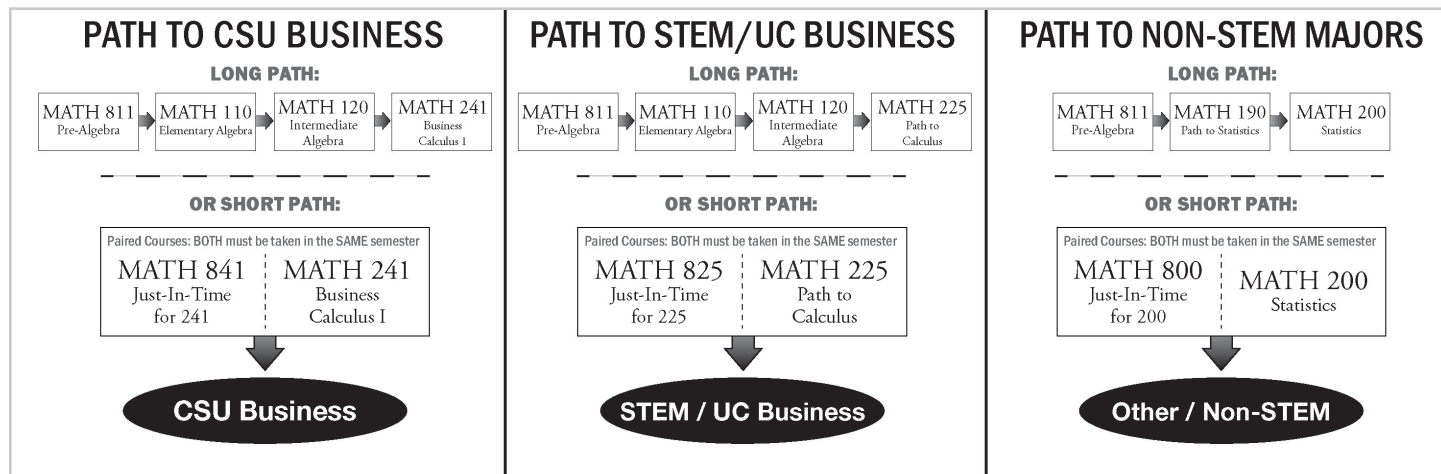 PATH TO CSU BUSINESS
LONG PATH:
MATH 811
Pre-Algebra
MATH 110
Elementary Algebra
MATH 120
Intermediate
Algebra
MATH 241
Business
Calculus 1
OR SHORT PATH:
Paired Courses: BOTH must be taken in the SAME semester
MATH 841
Just-In-Time
for 241
MATH 241
Business
Calculus I
CSU Business
PATH TO STEM/UC BUSINESS
LONG PATH:
MATH 811
Pre-Algebra
MATH 110
Elementary Algebra
MATH 120
Intermediate
Algebra
MATH 225
Path to
Calculus
OR SHORT PATH:
Paired Courses: BOTH must be taken in the SAME semester
MATH 825
Just-In-Time
for 225
MATH 225
Path to
Calculus
STEM / UC Business
PATH TO NON-STEM MAJORS
LONG PATH:
MATH 811
Pre-Algebra
MATH 190
Path to Statistics
MATH 200
Statistics
OR SHORT PATH:
Paired Courses: BOTH must be taken in the SAME semester
MATH 800
Just-In-Time
for 200
MATH 200
Statistics
Other / Non-STEM